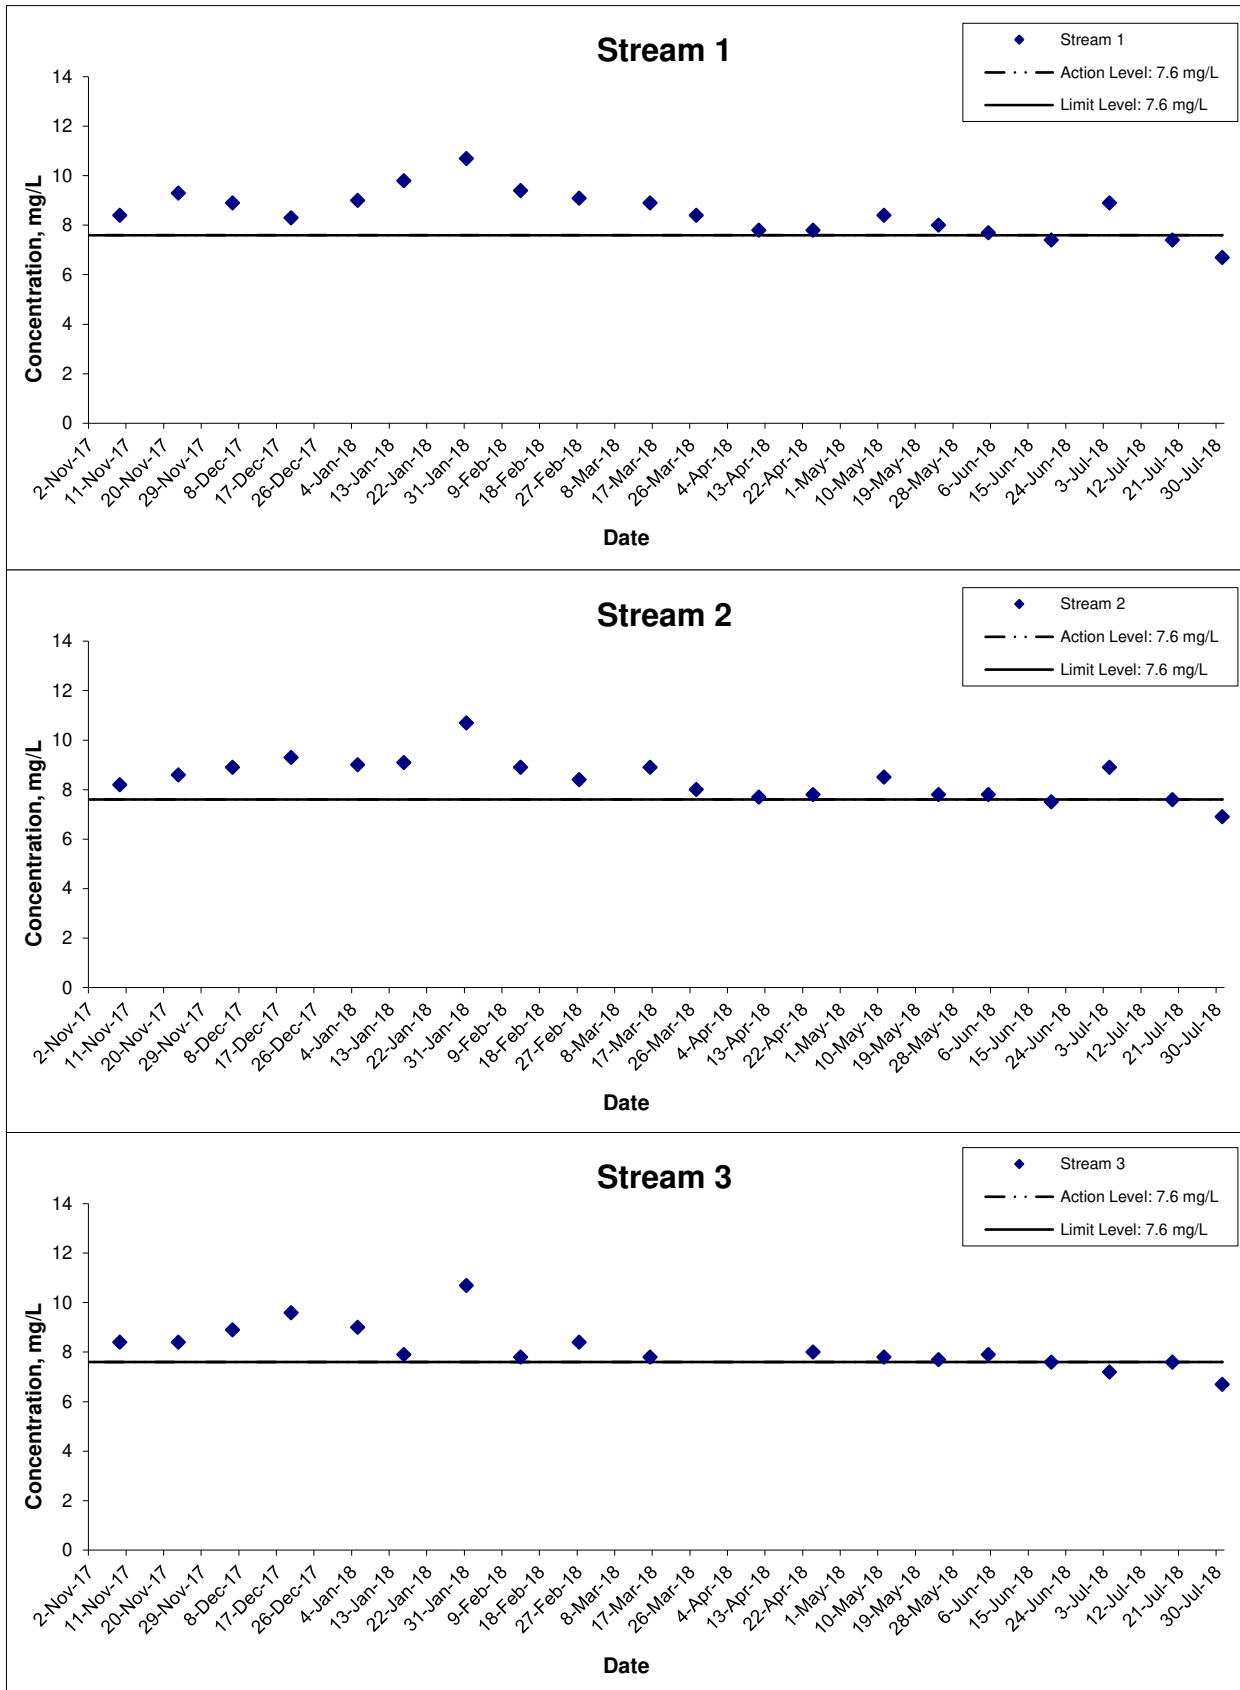 Stream 1
Stream 1
Action Level: 7.6 mg/L
Limit Level: 7.6 mg/L
Concentration, mg/L
14
12
10
8
6
4
2
0
2-Nov-17
11-Nov-17
20-Nov-17
29-Nov-17
8-Dec-17
17-Dec-17
26-Dec-17
4-Jan-18
13-Jan-18
22-Jan-18
31-Jan-18
9-Feb-18
18-Feb-18
27-Feb-18
8-Mar-18
17-Mar-18
26-Mar-18
4-Apr-18
13-Apr-18
22-Apr-18
1-May-18
10-May-18
19-May-18
28-May-18
6-Jun-18
15-Jun-18
24-Jun-18
3-Jul-18
12-Jul-18
21-Jul-18
30-Jul-18
Date
Stream 2
Stream 2
Action Level: 7.6 mg/L
Limit Level: 7.6 mg/L
Concentration, mg/L
14
12
10
8
6
4
2
0
2-Nov-17
11-Nov-17
20-Nov-17
29-Nov-17
8-Dec-17
17-Dec-17
26-Dec-17
4-Jan-18
13-Jan-18
22-Jan-18
31-Jan-18
9-Feb-18
18-Feb-18
27-Feb-18
8-Mar-18
17-Mar-18
26-Mar-18
4-Apr-18
13-Apr-18
22-Apr-18
1-May-18
10-May-18
19-May-18
28-May-18
6-Jun-18
15-Jun-18
24-Jun-18
3-Jul-18
12-Jul-18
21-Jul-18
30-Jul-18
Date
Stream 3
Stream 3
Action Level: 7.6 mg/L
Limit Level: 7.6 mg/L
Concentration, mg/L
14
12
10
8
6
4
2
0
2-Nov-17
11-Nov-17
20-Nov-17
29-Nov-17
8-Dec-17
17-Dec-17
26-Dec-17
4-Jan-18
13-Jan-18
22-Jan-18
31-Jan-18
9-Feb-18
18-Feb-18
27-Feb-18
8-Mar-18
17-Mar-18
26-Mar-18
4-Apr-18
13-Apr-18
22-Apr-18
1-May-18
10-May-18
19-May-18
28-May-18
6-Jun-18
15-Jun-18
24-Jun-18
3-Jul-18
12-Jul-18
21-Jul-18
30-Jul-18
Date